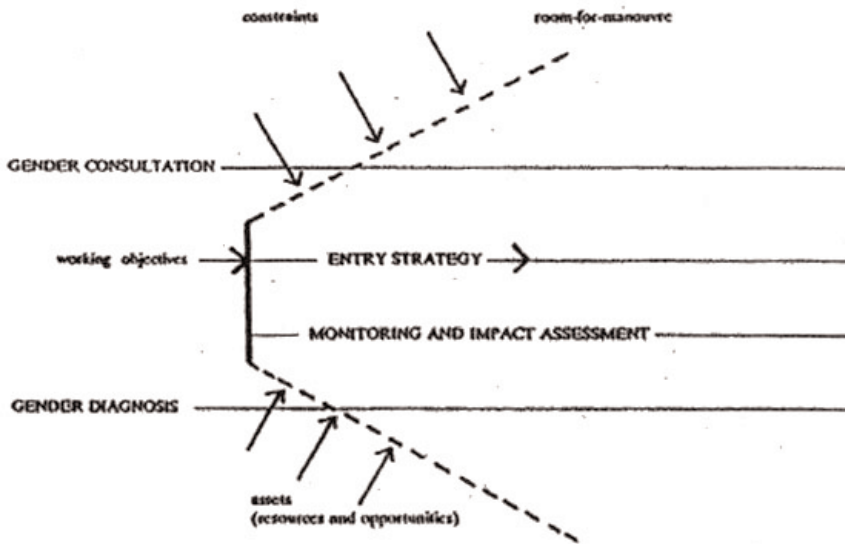 constraints
room-for-manouvre
GENDER CONSULTATION
working objectives
ENTRY STRATEGY
MONITORING AND IMPACT ASSESSMENT
GENDER DIAGNOSIS
assets
(resources and opportunities)